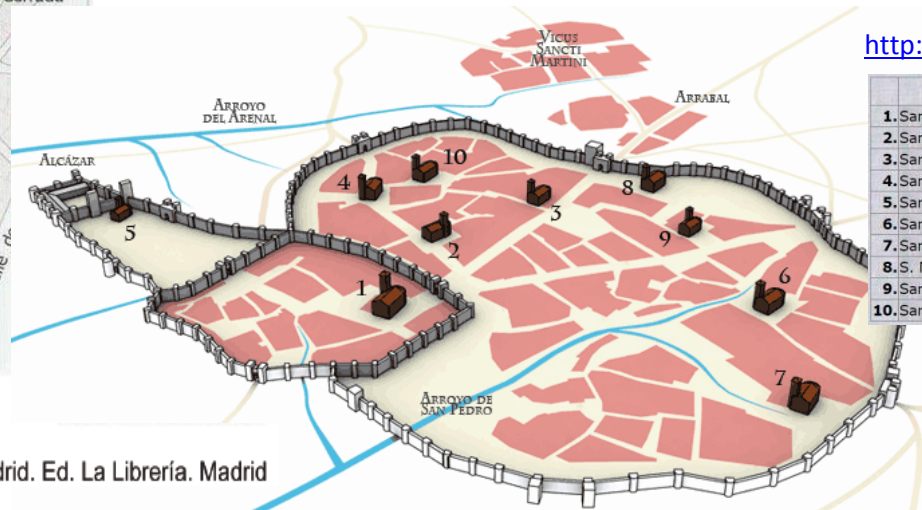 http:
VICUS
SANCTI
MARTINI
ARRABAL
ARROYO
DEL ARENAL
ALCÁZAR
10
4
8
3
5
2
9
1
6
7
ARROYO DE
SAN PEDRO
1. San
2. San
3. San
4. San
5. San
6. San
7. San
8. S.
9. San
10. San
drid. Ed. La Librería. Madrid